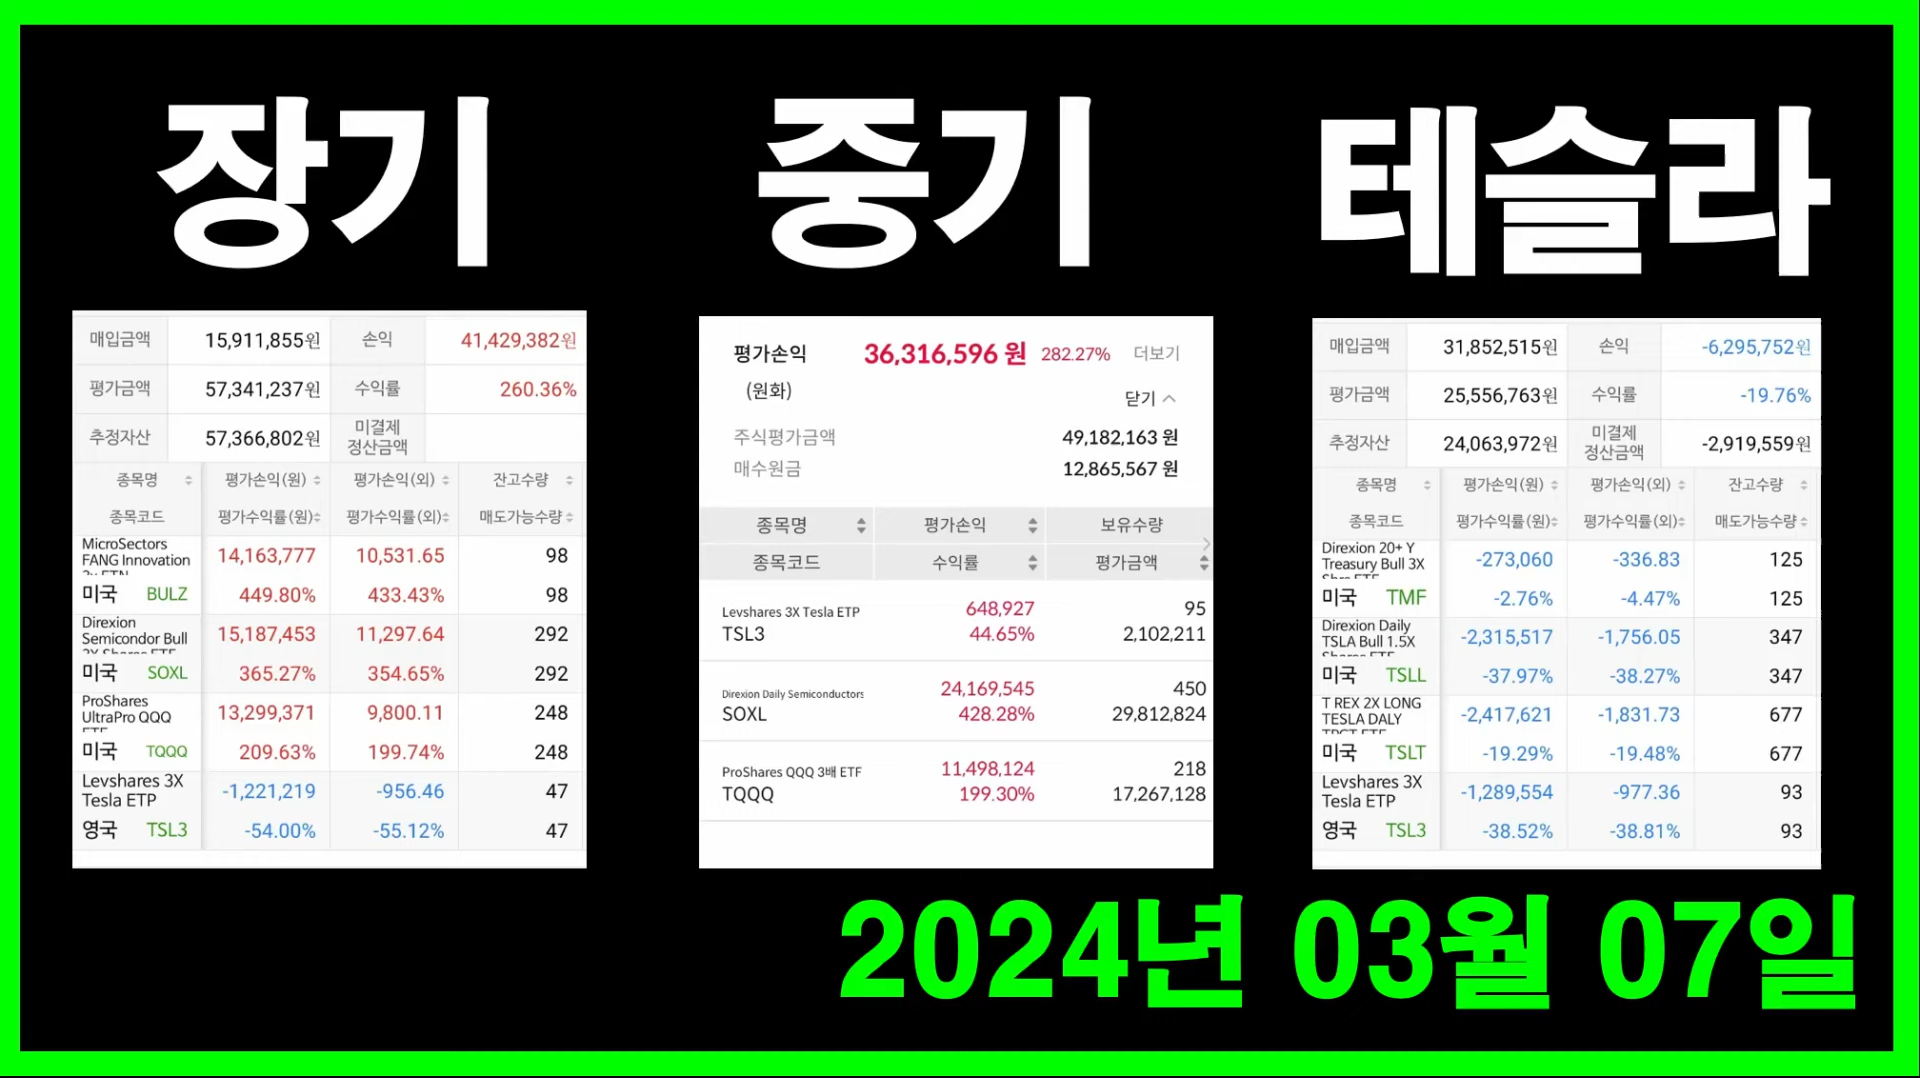 장기
중기
테슬라
매입금액 15,911,855원 손익 41,429,382원
평가금액 57,341,237원 수익률 260.36%
추정자산 57,366,802원 미결제
정산금액
종목명 평가손익(원) 평가손익(외) 잔고수량
종목코드 평가수익률(원) 평가수익률(외) 매도가능수량
MicroSectors
FANG Innovation
14,163,777 10,531.65 98
미국 BULZ 449.80% 433.43% 98
Direxion
Semicondor Bull
3X Shares ETF
15,187,453 11,297.64 292
미국 SOXL 365.27% 354.65% 292
ProShares
UltraPro QQQ
ETF
13,299,371 9,800.11 248
미국 TQQQ 209.63% 199.74% 248
Levshares 3X
Tesla ETP
-1,221,219 -956.46 47
영국 TSL3 -54.00% -55.12% 47
평가손익 36,316,596 원 282.27% 더보기
(원화) 닫기
주식평가금액 49,182,163 원
매수원금 12,865,567 원
종목명 평가손익 보유수량
종목코드 수익률 평가금액
Levshares 3X Tesla ETP 648,927 95
TSL3 44.65% 2,102,211
Direxion Daily Semiconductors 24,169,545 450
SOXL 428.28% 29,812,824
ProShares QQQ 3배 ETF 11,498,124 218
TQQQ 199.30% 17,267,128
매입금액 31,852,515원 손익 -6,295,752원
평가금액 25,556,763원 수익률 -19.76%
추정자산 24,063,972원 미결제
정산금액 -2,919,559원
종목명 평가손익(원) 평가손익(외) 잔고수량
종목코드 평가수익률(원) 평가수익률(외) 매도가능수량
Direxion 20+ Y
Treasury Bull 3X
-273,060 -336.83 125
미국 TMF -2.76% -4.47% 125
Direxion Daily
TSLA Bull 1.5X
Shares ETF
-2,315,517 -1,756.05 347
미국 TSLL -37.97% -38.27% 347
T REX 2X LONG
TESLA DALY
-2,417,621 -1,831.73 677
미국 TSLT -19.29% -19.48% 677
Levshares 3X
Tesla ETP
-1,289,554 -977.36 93
영국 TSL3 -38.52% -38.81% 93
2024년 03월 07일